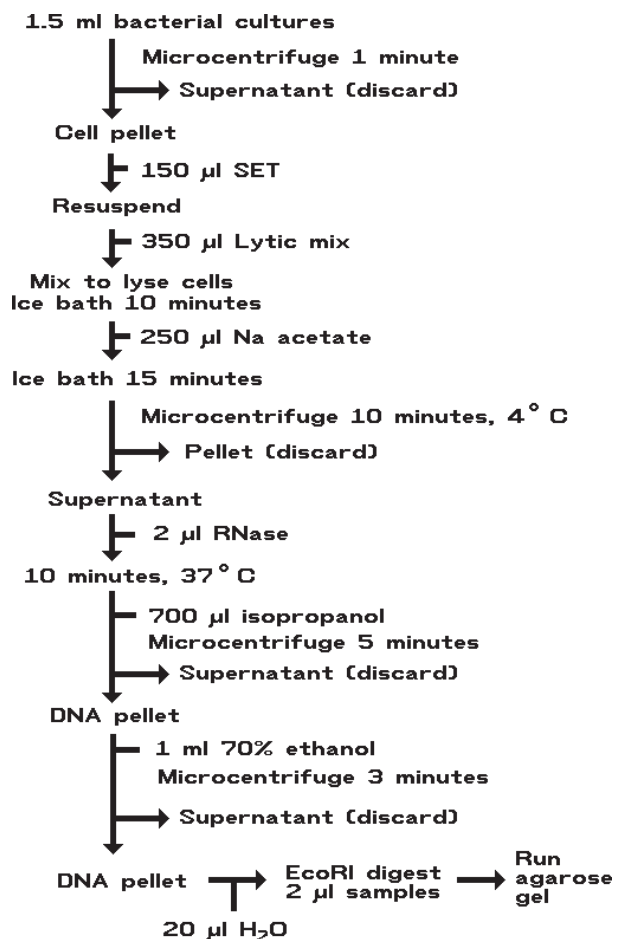 1.5 ml bacterial cultures
Microcentrifuge 1 minute
Supernatant (discard)
Cell pellet
150 µl SET
Resuspend
350 µl Lytic mix
Mix to lyse cells
Ice bath 10 minutes
250 µl Na acetate
Ice bath 15 minutes
Microcentrifuge 10 minutes, 4° C
Pellet (discard)
Supernatant
2 µl RNase
10 minutes, 37° C
700 µl isopropanol
Microcentrifuge 5 minutes
Supernatant (discard)
DNA pellet
1 ml 70% ethanol
Microcentrifuge 3 minutes
Supernatant (discard)
DNA pellet
20 µl H₂O
EcoRI digest
2 µl samples
Run
agarose
gel